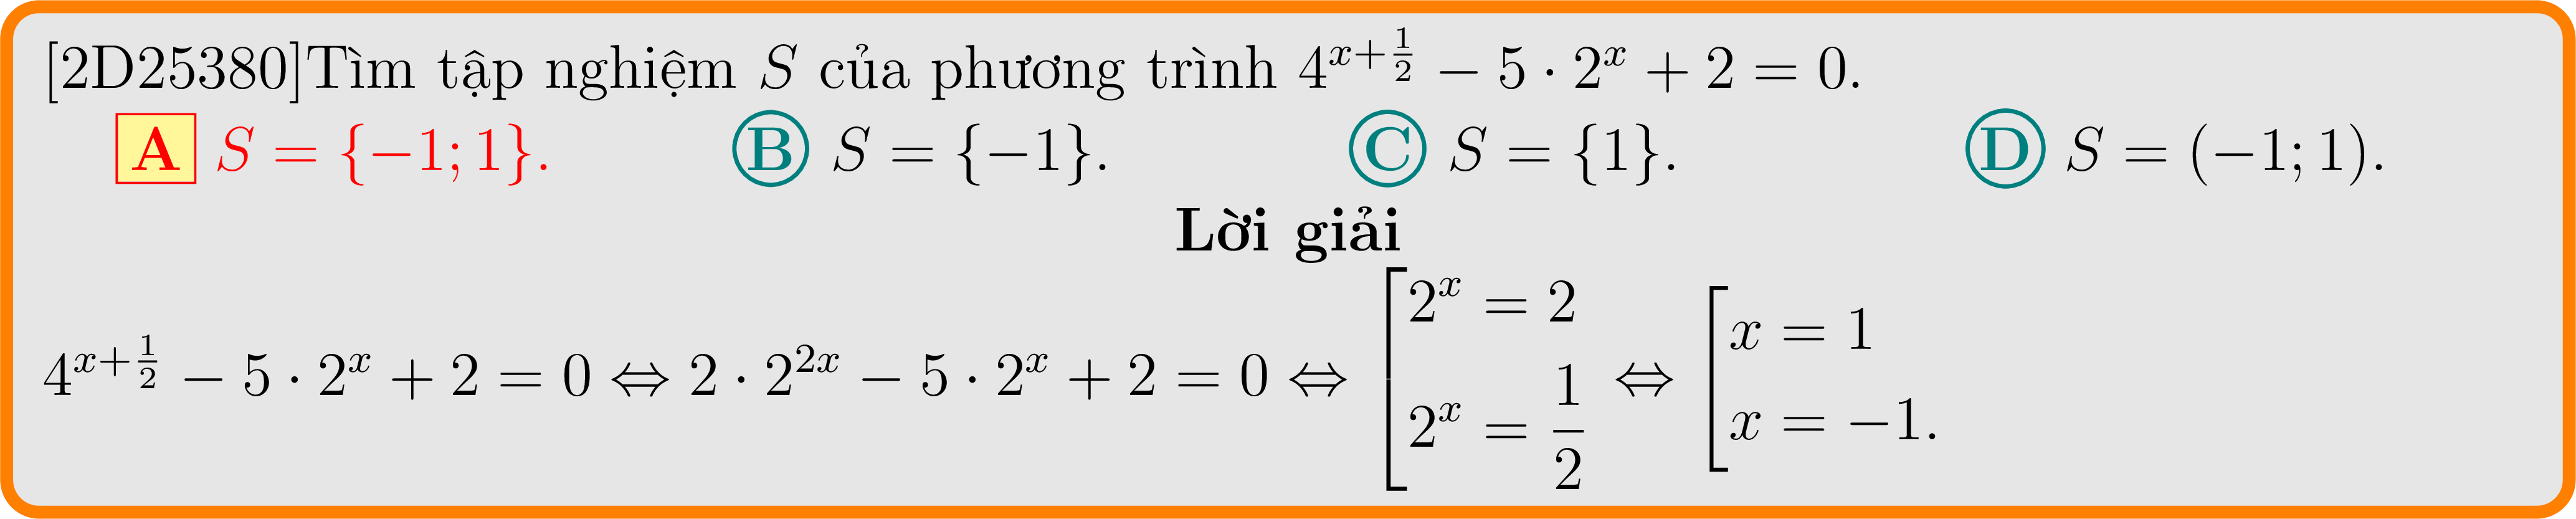 [2D25380]Tìm tập nghiệm $S$ của phương trình $4^{x+\frac{1}{2}} - 5 \cdot 2^x + 2 = 0$.
A $S = \{-1; 1\}$. B $S = \{-1\}$. C $S = \{1\}$. D $S = (-1; 1)$.
Lời giải
$4^{x+\frac{1}{2}} - 5 \cdot 2^x + 2 = 0 \Leftrightarrow 2 \cdot 2^{2x} - 5 \cdot 2^x + 2 = 0 \Leftrightarrow \left[\begin{array}{l} 2^x = 2 \\ 2^x = \dfrac{1}{2} \end{array}\right. \Leftrightarrow \left[\begin{array}{l} x = 1 \\ x = -1. \end{array}\right.$